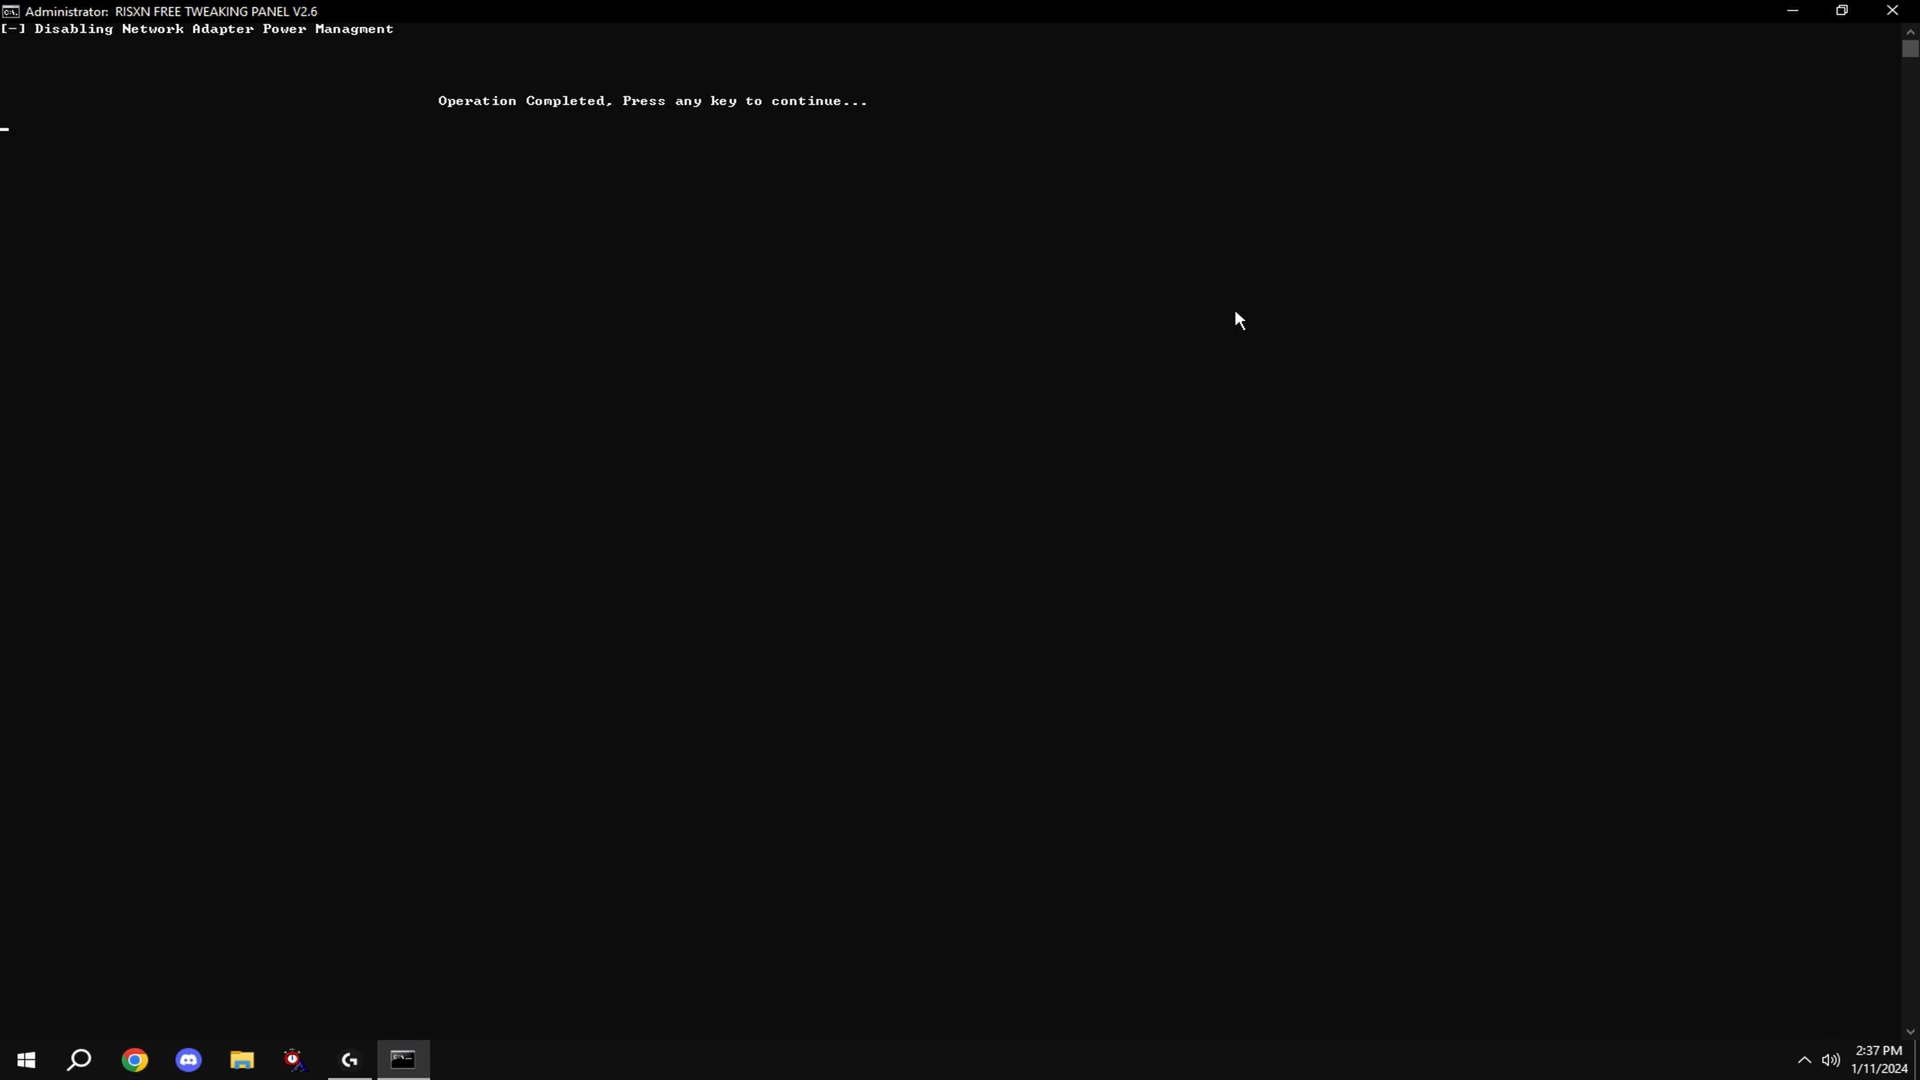 Administrator: RISXN FREE TWEAKING PANEL V2.6
[-] Disabling Network Adapter Power Managment
Operation Completed, Press any key to continue...
2:37 PM
1/11/2024